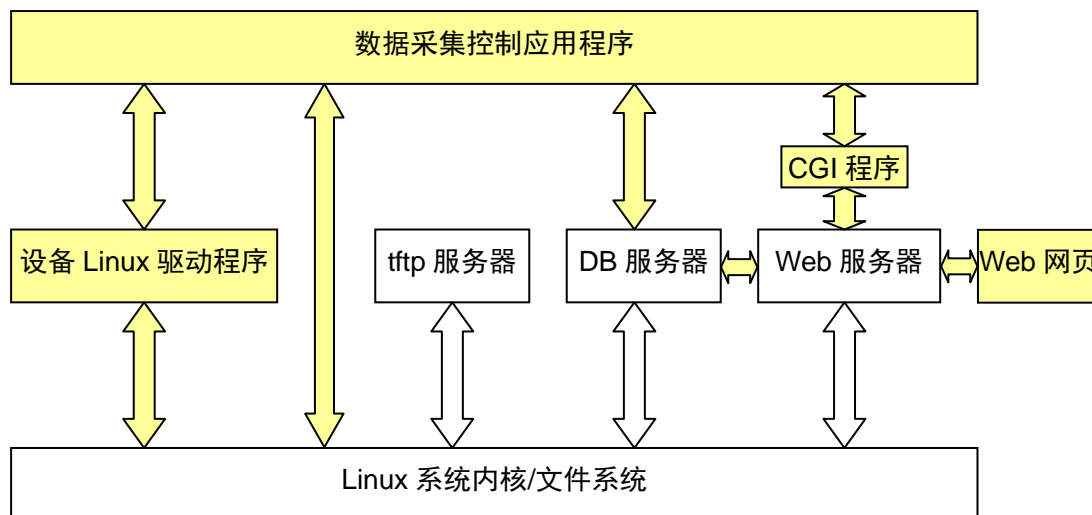 数据采集控制应用程序
CGI 程序
设备 Linux 驱动程序
tftp 服务器
DB 服务器
Web 服务器
Web 网页
Linux 系统内核/文件系统